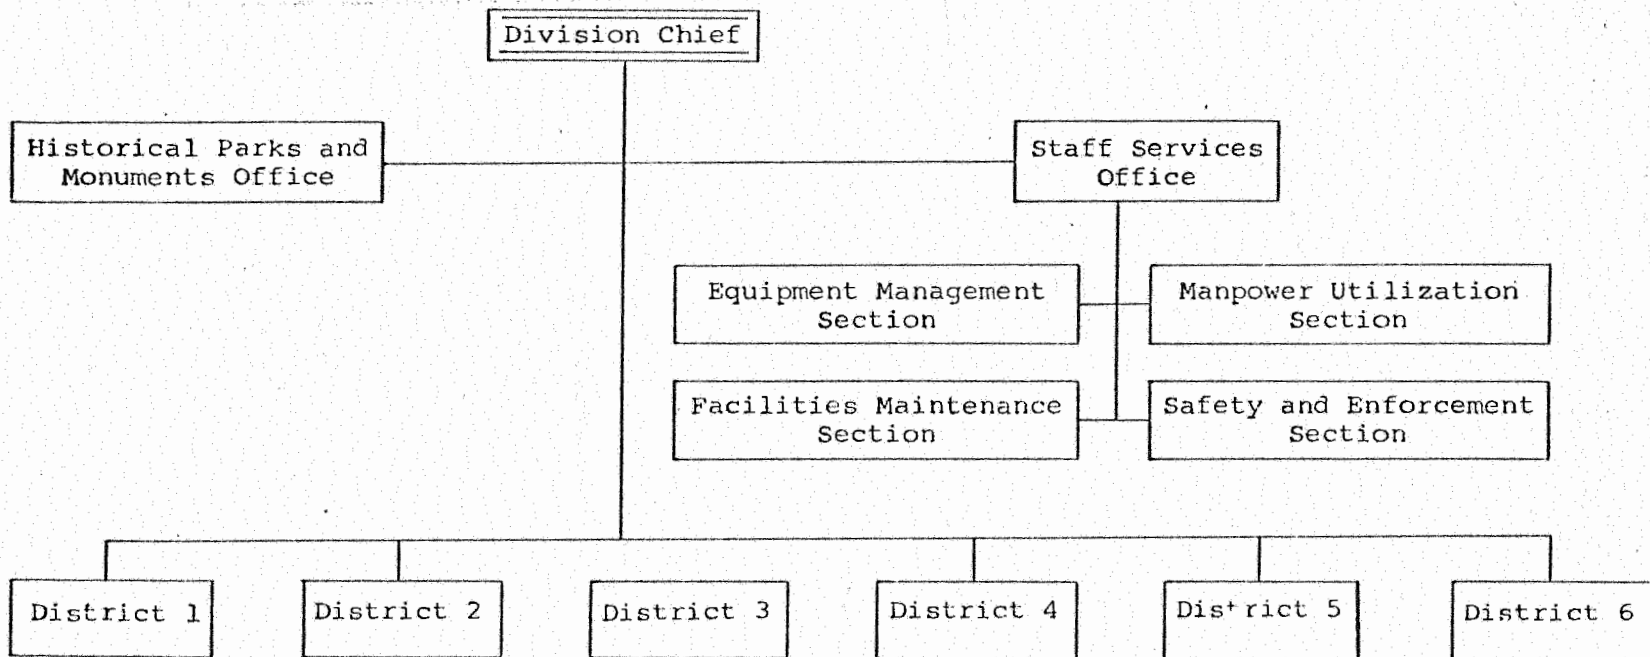 Division Chief
Historical Parks and
Monuments Office
Staff Services
Office
Equipment Management
Section
Manpower Utilization
Section
Facilities Maintenance
Section
Safety and Enforcement
Section
District 1
District 2
District 3
District 4
District 5
District 6